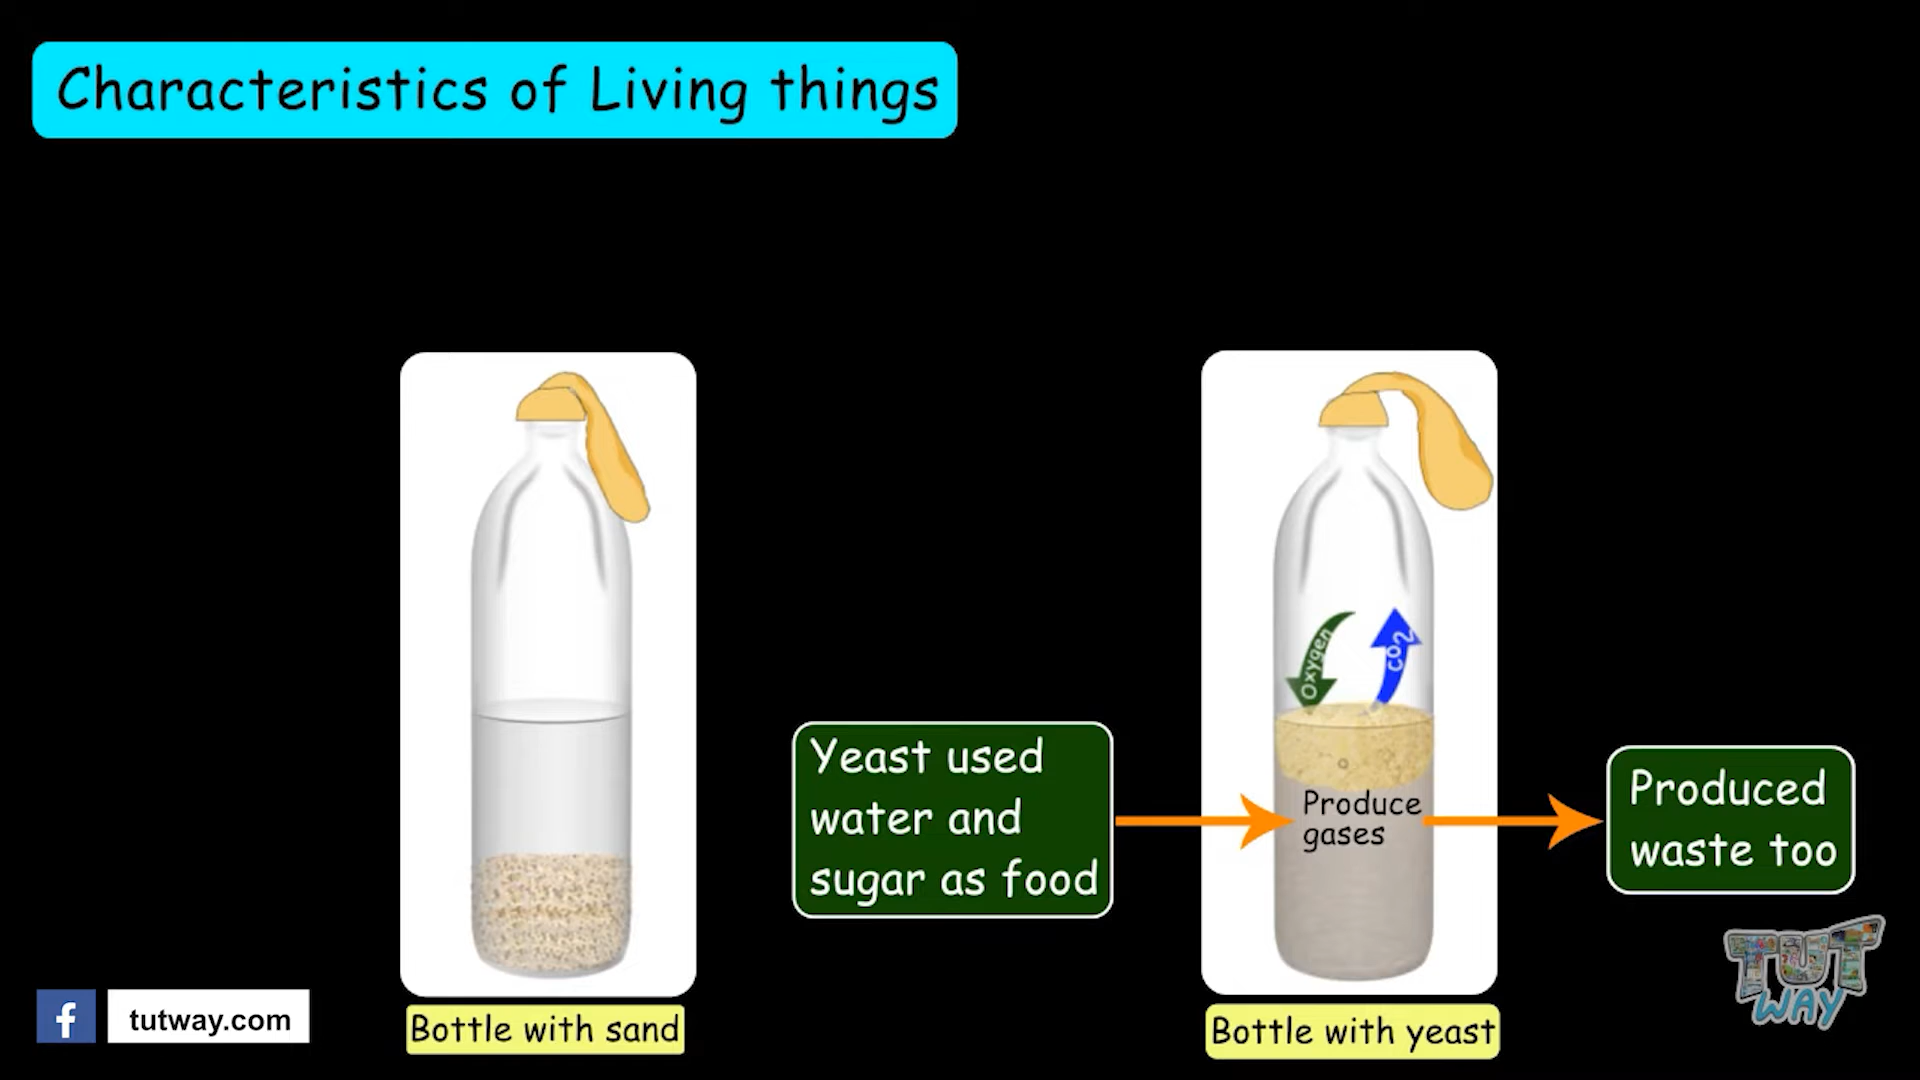 Characteristics of Living things
Oxygen
CO2
Yeast used
water and
sugar as food
Produce
gases
Produced
waste too
Bottle with sand
Bottle with yeast
f
tutway.com
TUT
WAY